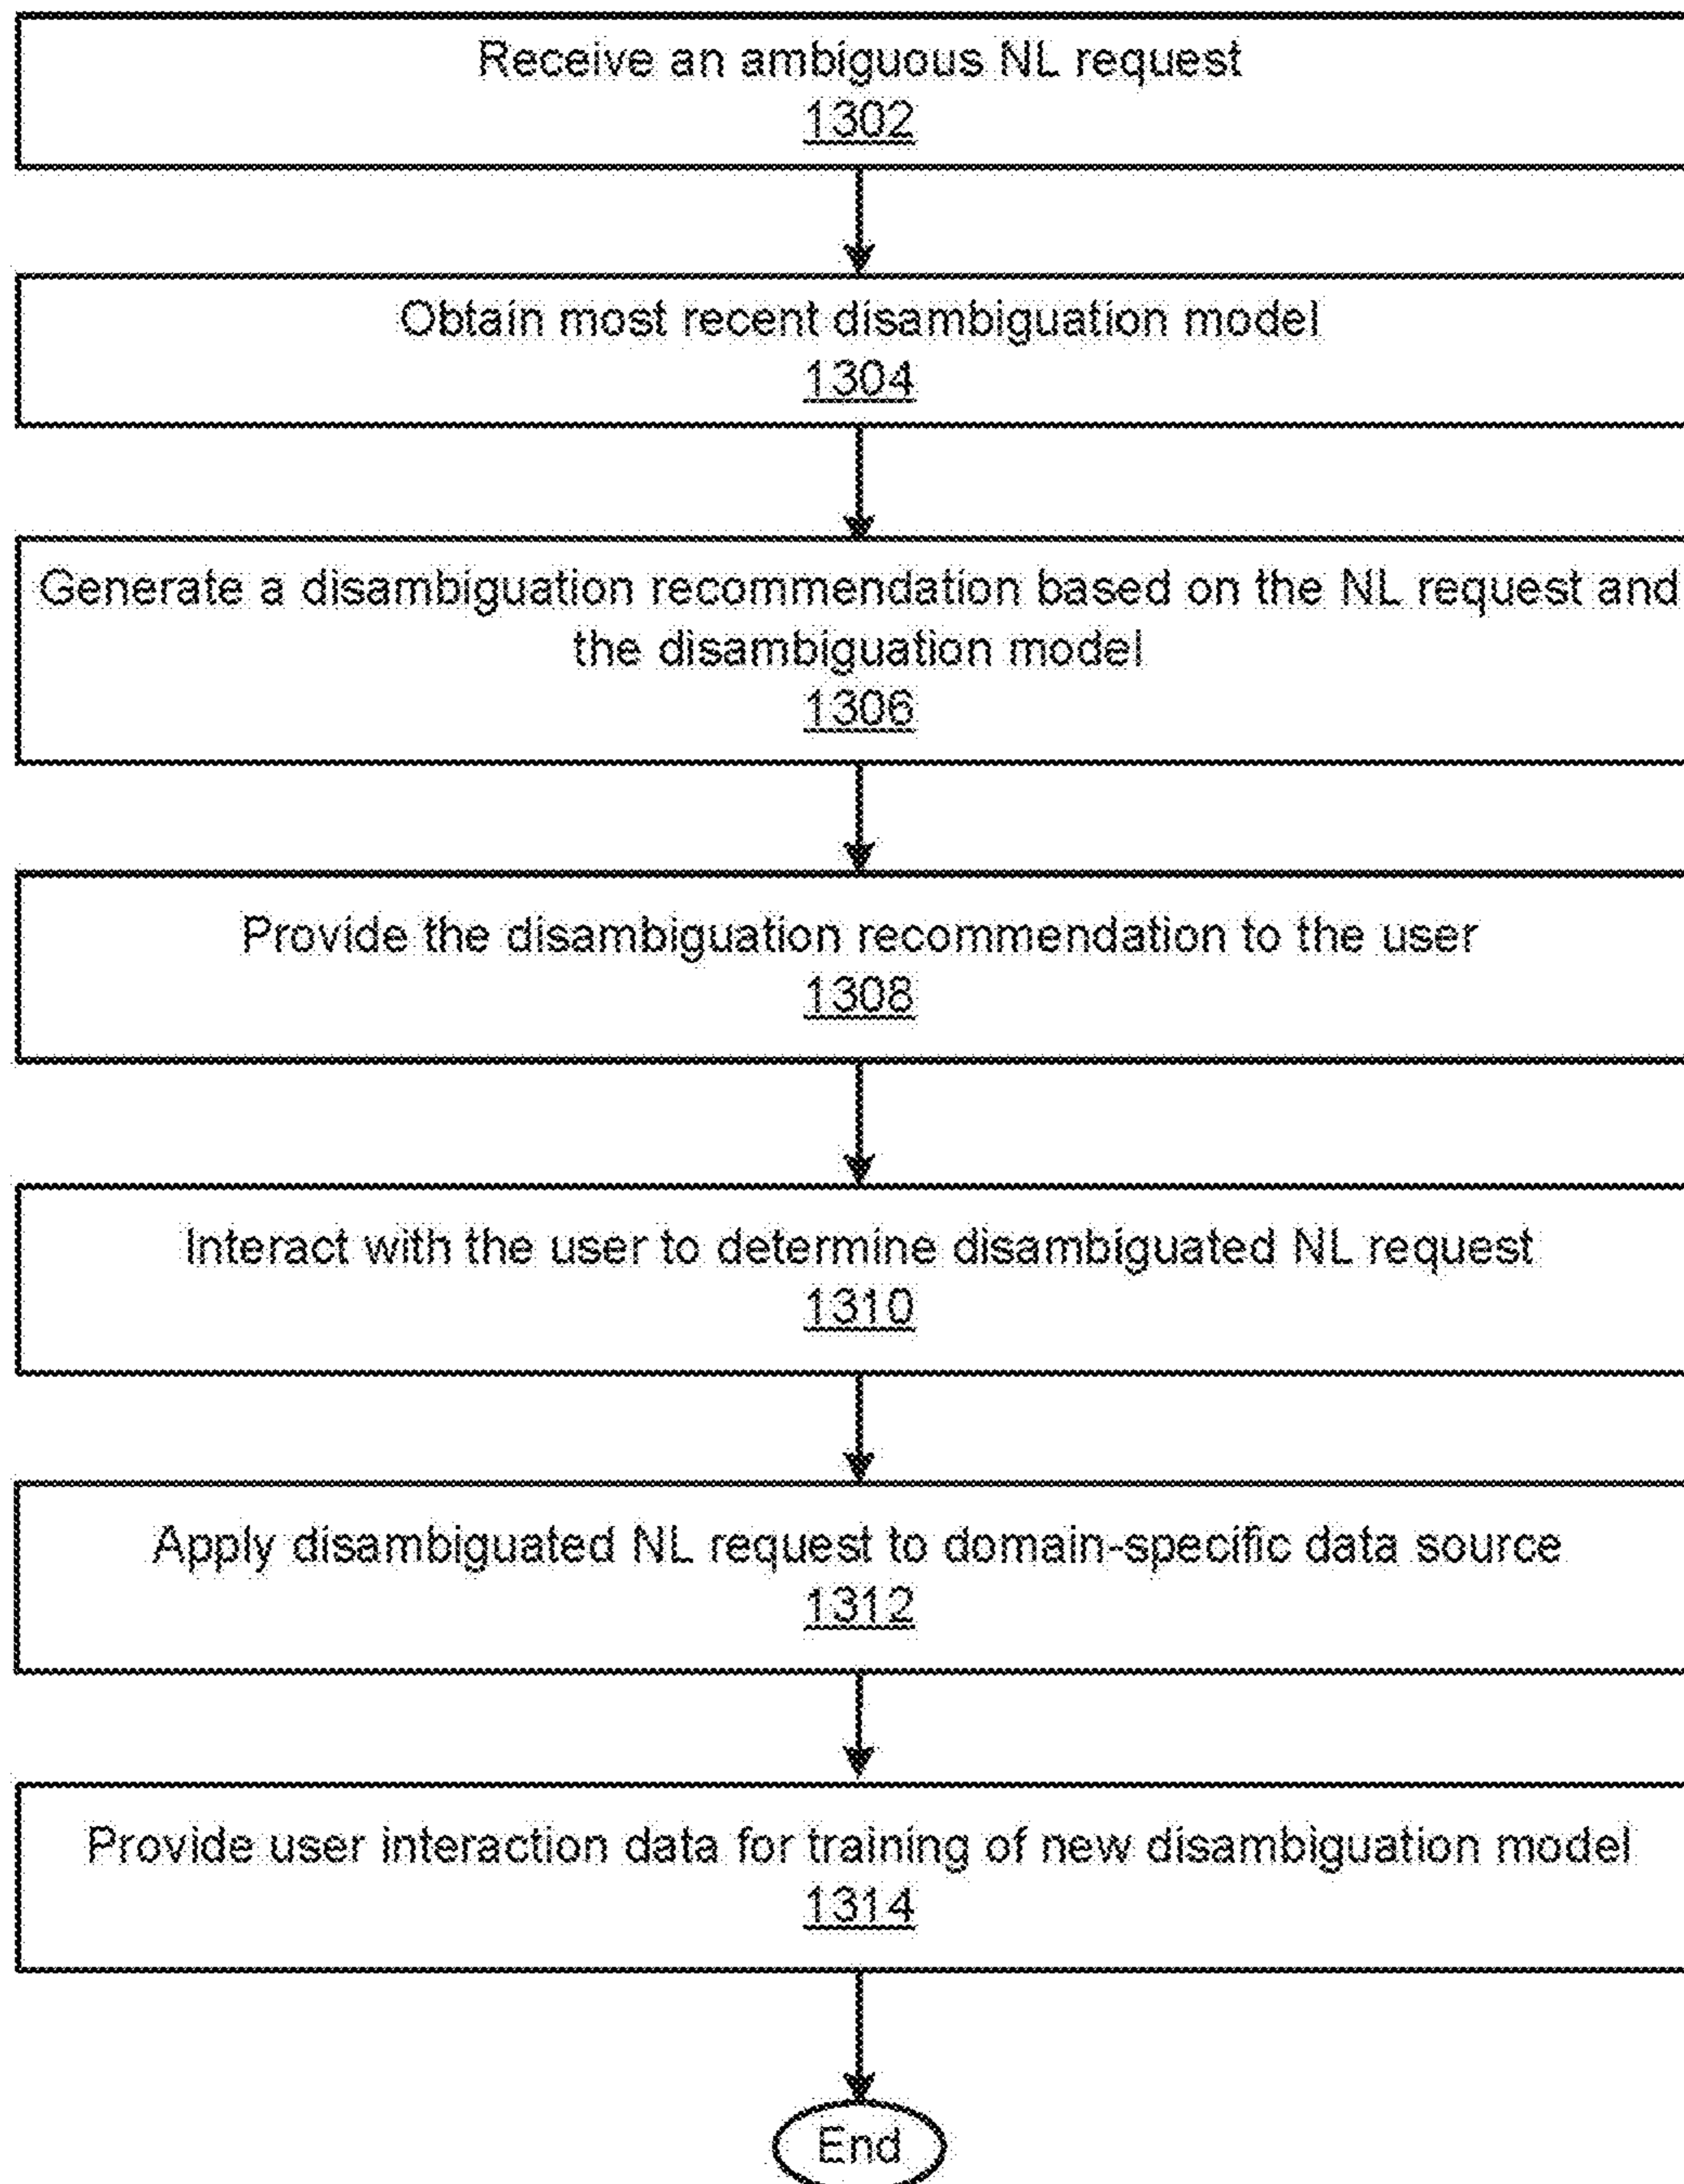 Receive an ambiguous NL request
1302
Obtain most recent disambiguation model
1304
Generate a disambiguation recommendation based on the NL request and
the disambiguation model
1306
Provide the disambiguation recommendation to the user
1308
Interact with the user to determine disambiguated NL request
1310
Apply disambiguated NL request to domain-specific data source
1312
Provide user interaction data for training of new disambiguation model
1314
End